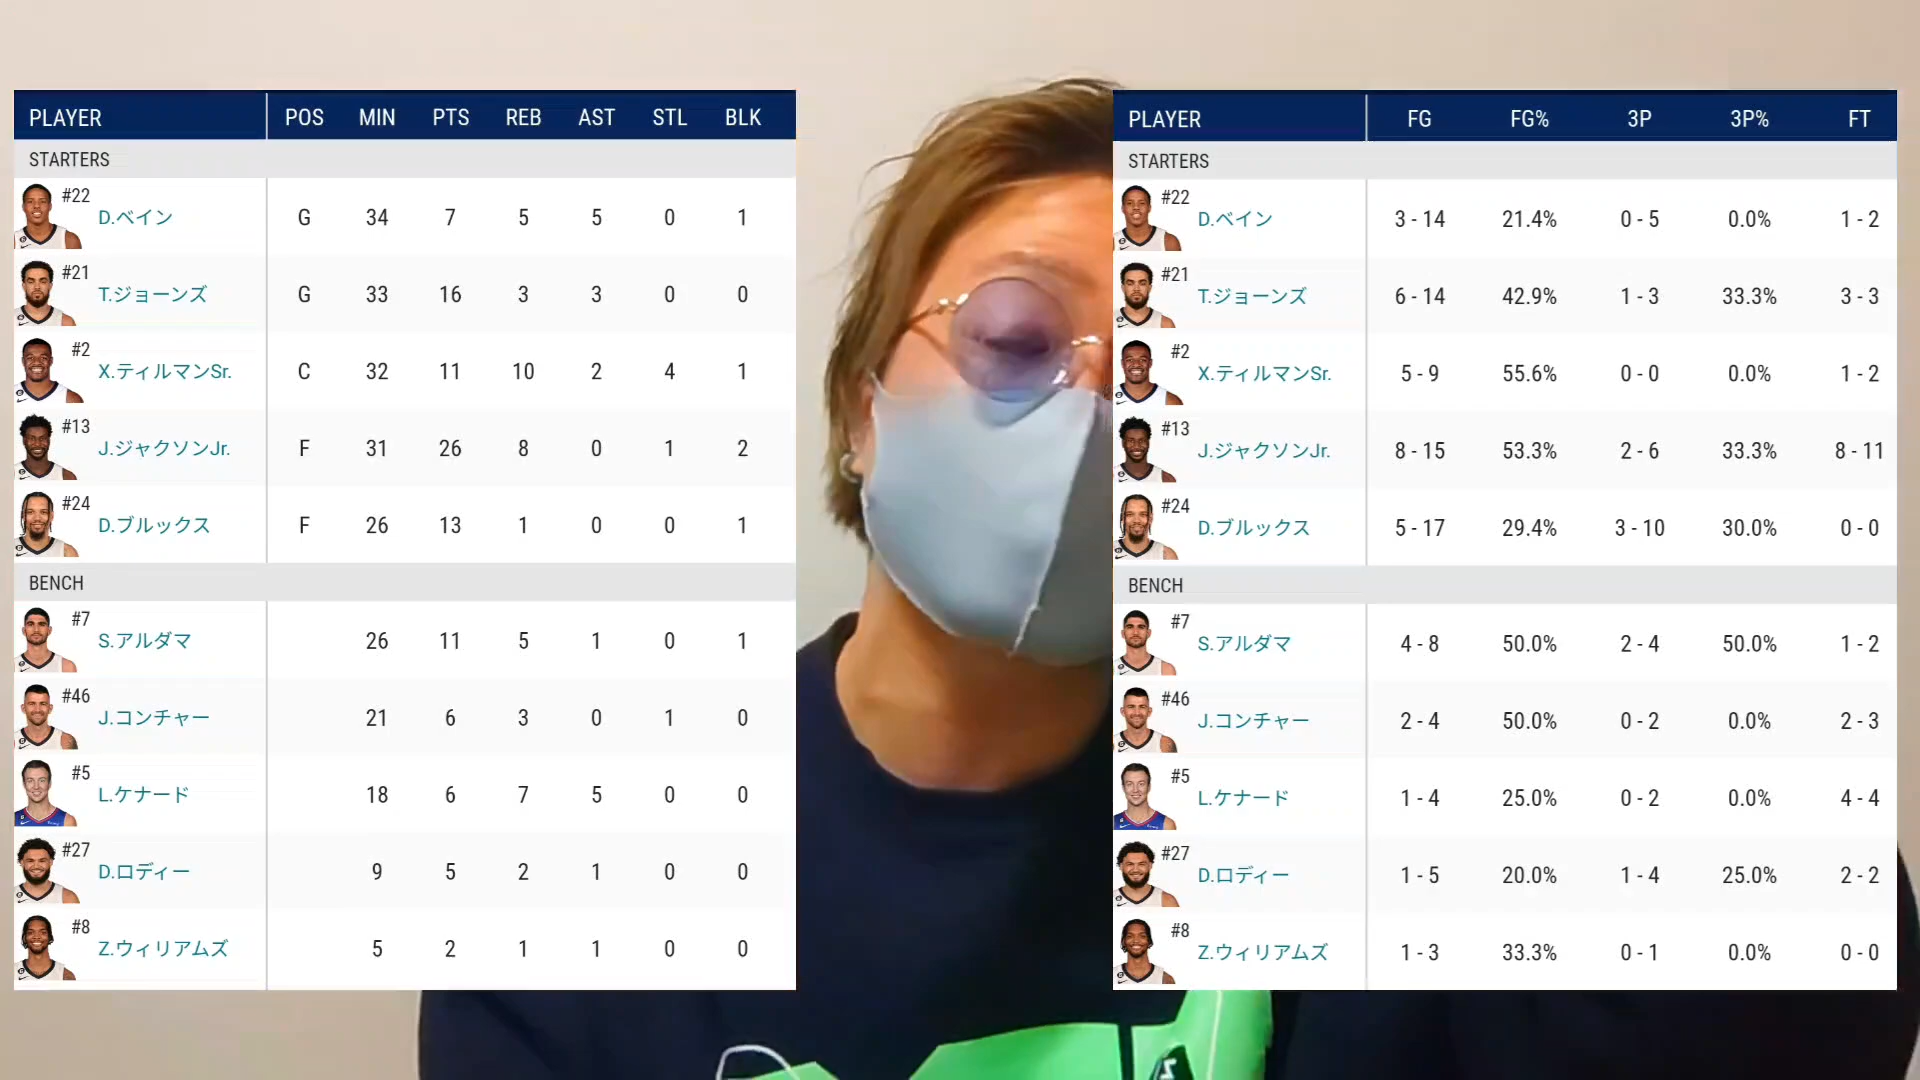 PLAYER POS MIN PTS REB AST STL BLK
STARTERS
#22 D.ベイン G 34 7 5 5 0 1
#21 T.ジョーンズ G 33 16 3 3 0 0
#2 X.ティルマンSr. C 32 11 10 2 4 1
#13 J.ジャクソンJr. F 31 26 8 0 1 2
#24 D.ブルックス F 26 13 1 0 0 1
BENCH
#7 S.アルダマ 26 11 5 1 0 1
#46 J.コンチャー 21 6 3 0 1 0
#5 L.ケナード 18 6 7 5 0 0
#27 D.ロディー 9 5 2 1 0 0
#8 Z.ウィリアムズ 5 2 1 1 0 0
PLAYER FG FG% 3P 3P% FT
STARTERS
#22 D.ベイン 3 - 14 21.4% 0 - 5 0.0% 1 - 2
#21 T.ジョーンズ 6 - 14 42.9% 1 - 3 33.3% 3 - 3
#2 X.ティルマンSr. 5 - 9 55.6% 0 - 0 0.0% 1 - 2
#13 J.ジャクソンJr. 8 - 15 53.3% 2 - 6 33.3% 8 - 11
#24 D.ブルックス 5 - 17 29.4% 3 - 10 30.0% 0 - 0
BENCH
#7 S.アルダマ 4 - 8 50.0% 2 - 4 50.0% 1 - 2
#46 J.コンチャー 2 - 4 50.0% 0 - 2 0.0% 2 - 3
#5 L.ケナード 1 - 4 25.0% 0 - 2 0.0% 4 - 4
#27 D.ロディー 1 - 5 20.0% 1 - 4 25.0% 2 - 2
#8 Z.ウィリアムズ 1 - 3 33.3% 0 - 1 0.0% 0 - 0